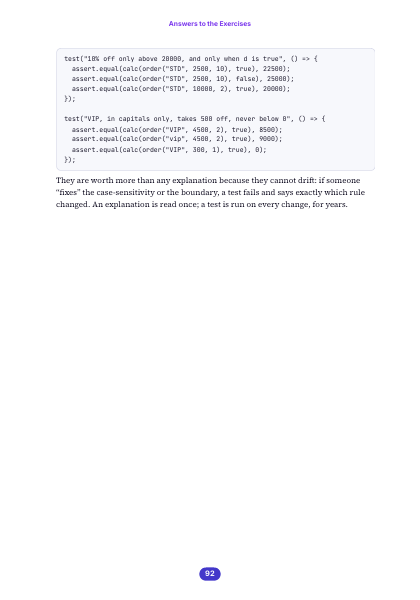 Answers to the Exercises
test("10% off only above 20000, and only when d is true", () => {
  assert.equal(calc(order("STD", 2500, 10), true), 22500);
  assert.equal(calc(order("STD", 2500, 10), false), 25000);
  assert.equal(calc(order("STD", 10000, 2), true), 20000);
});

test("VIP, in capitals only, takes 500 off, never below 0", () => {
  assert.equal(calc(order("VIP", 4500, 2), true), 8500);
  assert.equal(calc(order("vip", 4500, 2), true), 9000);
  assert.equal(calc(order("VIP", 300, 1), true), 0);
});
They are worth more than any explanation because they cannot drift: if someone
“fixes” the case-sensitivity or the boundary, a test fails and says exactly which rule
changed. An explanation is read once; a test is run on every change, for years.
92